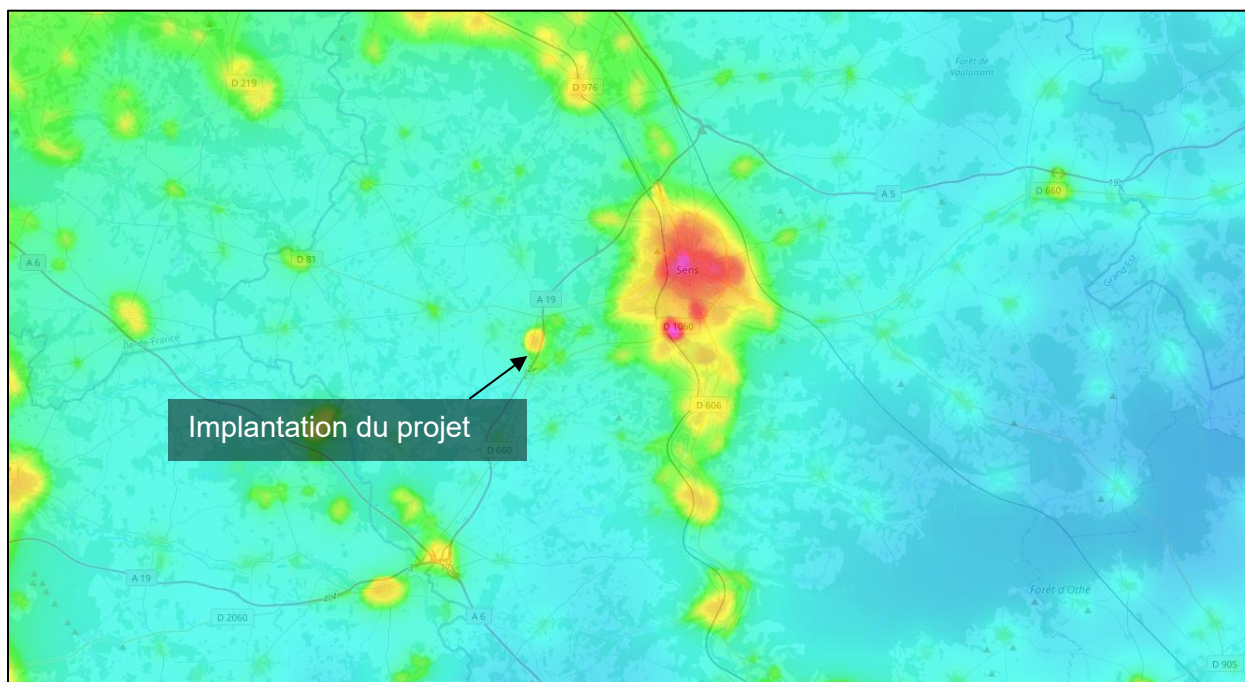 D 219
D 976
Forêt de
Vauluisant
A 5
D 660
19
A 6
D 81
Sens
Grand Est
A 19
D 1060
Île-de-France
Implantation du projet
D 606
D 660
A 19
D 2060
A 6
Forêt d'Othe
D 905